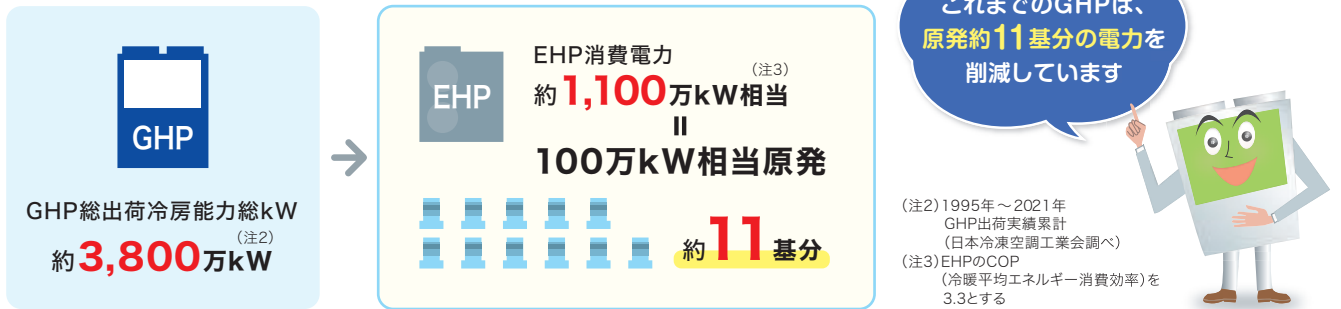 GHP
GHP総出荷冷房能力総kW
(注2)
約3,800万kW
EHP
EHP消費電力
(注3)
約1,100万kW相当
=
100万kW相当原発
約11基分
これまでのGHPは、
原発約11基分の電力を
削減しています
(注2)1995年～2021年
GHP出荷実績累計
(日本冷凍空調工業会調べ)
(注3)EHPのCOP
(冷暖平均エネルギー消費効率)を
3.3とする